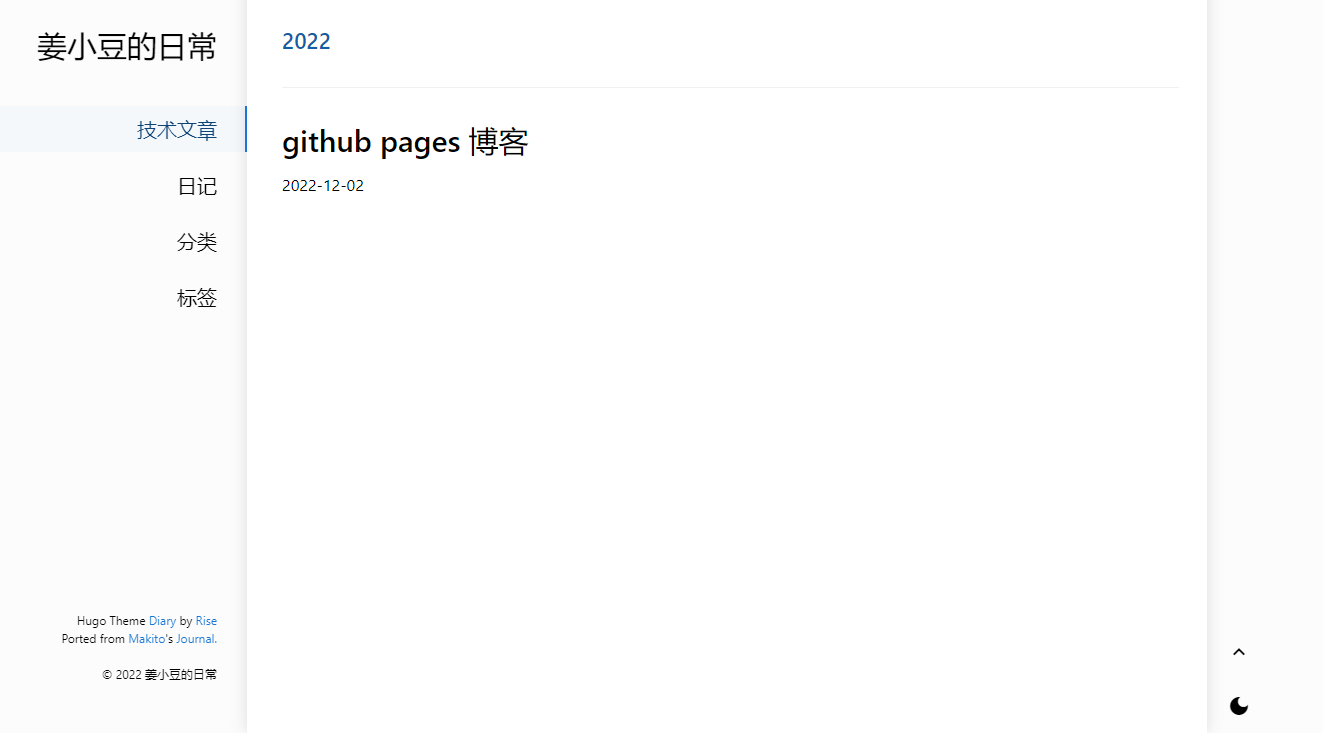 姜小豆的日常
技术文章
日记
分类
标签
Hugo Theme Diary by Rise
Ported from Makito's Journal.
© 2022 姜小豆的日常
2022
github pages 博客
2022-12-02